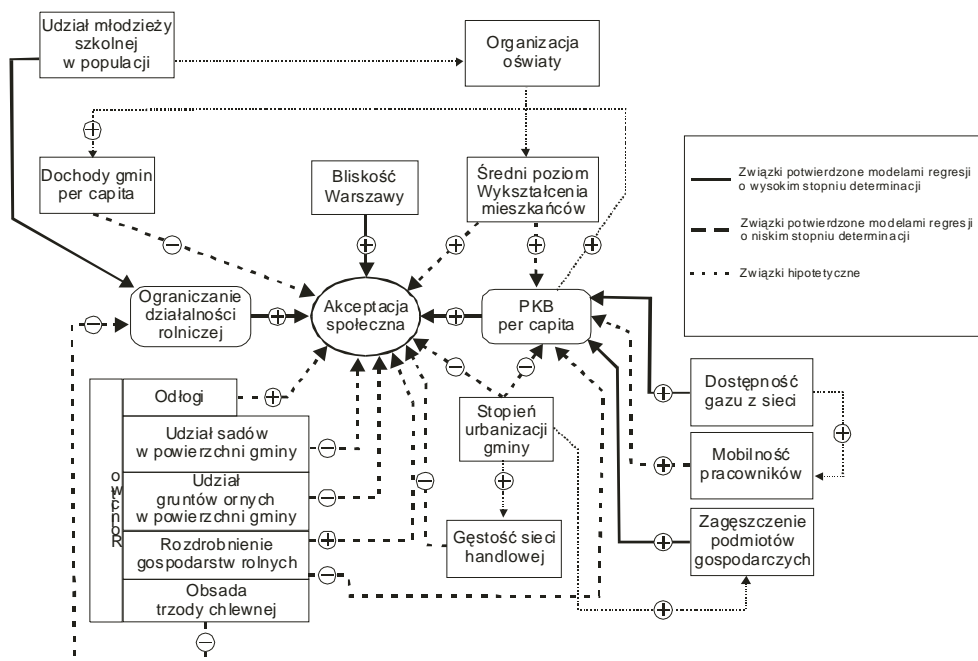 Udział młodzieży
szkolnej
w populacji
Organizacja
oświaty
Dochody gmin
per capita
Bliskość
Warszawy
Średni poziom
Wykształcenia
mieszkańców
Związki potwierdzone modelami regresji
o wysokim stopniu determinacji
Związki potwierdzone modelami regresji
o niskim stopniu determinacji
Związki hipotetyczne
Ograniczanie
działalności
rolniczej
Akceptacja
społeczna
PKB
per capita
Dostępność
gazu z sieci
Mobilność
pracowników
Zagęszczenie
podmiotów
gospodarczych
Stopień
urbanizacji
gminy
Gęstość sieci
handlowej
Rolnictwo
Odłogi
Udział sadów
w powierzchni gminy
Udział
gruntów ornych
w powierzchni gminy
Rozdrobnienie
gospodarstw rolnych
Obsada
trzody chlewnej